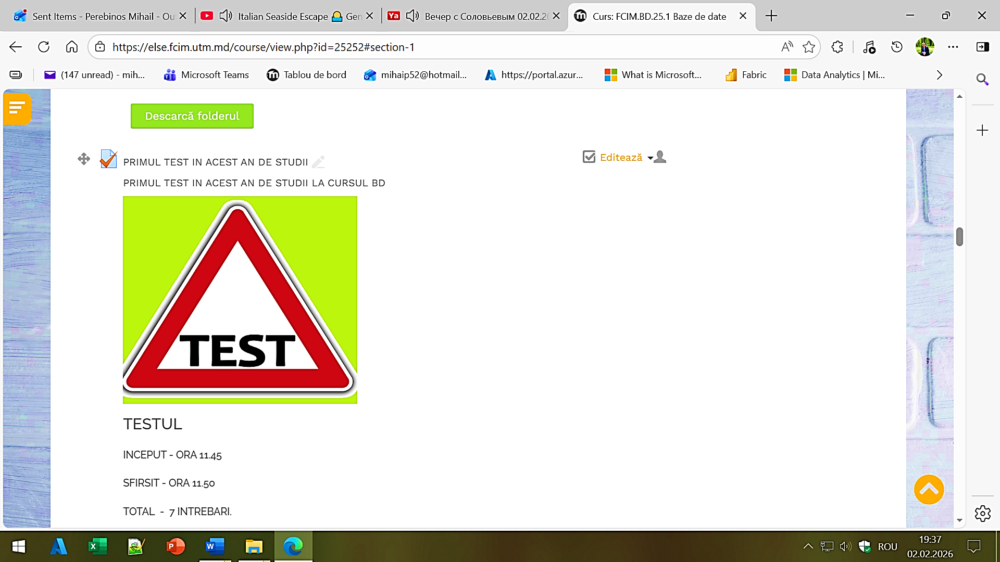 Sent Items - Perebinos Mihail - Ou
Italian Seaside Escape 🌅 Gen
Ya
Вечер с Соловьевым 02.02.20
Curs: FCIM.BD.25.1 Baze de date
https://else.fcim.utm.md/course/view.php?id=25252#section-1
(147 unread) - mih...
Microsoft Teams
Tablou de bord
mihaip52@hotmail...
https://portal.azur...
What is Microsoft...
Fabric
Data Analytics | Mi...
Descarcă folderul
PRIMUL TEST IN ACEST AN DE STUDII
Editează
PRIMUL TEST IN ACEST AN DE STUDII LA CURSUL BD
TEST
TESTUL
INCEPUT - ORA 11.45
SFIRSIT - ORA 11.50
TOTAL - 7 INTREBARI.
ROU
19:37
02.02.2026